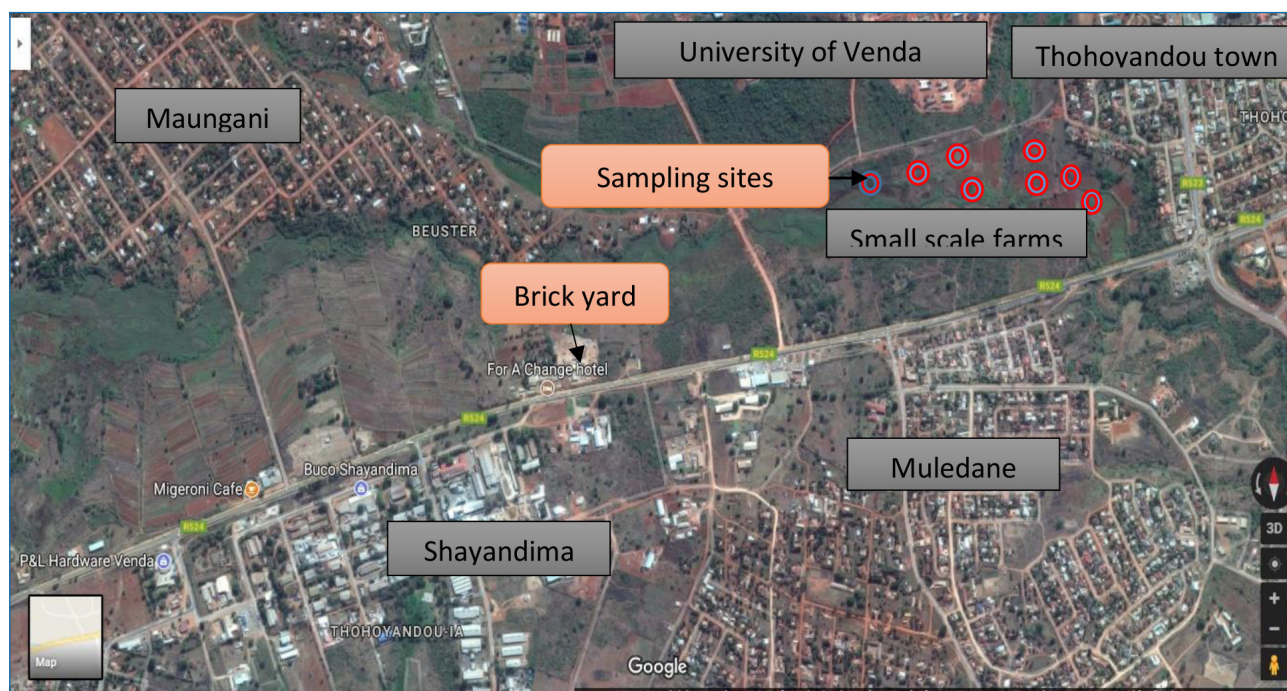 University of Venda
Thohoyandou town
Maungani
THOHO
Sampling sites
R523
R524
Small scale farms
BEUSTER
Brick yard
R524
R524
For A Change hotel
R524
Muledane
Buco Shayandima
Migeroni Cafe
R524
Shayandima
3D
P&L Hardware Venda
THOHOYANDOU-IA
Map
Google